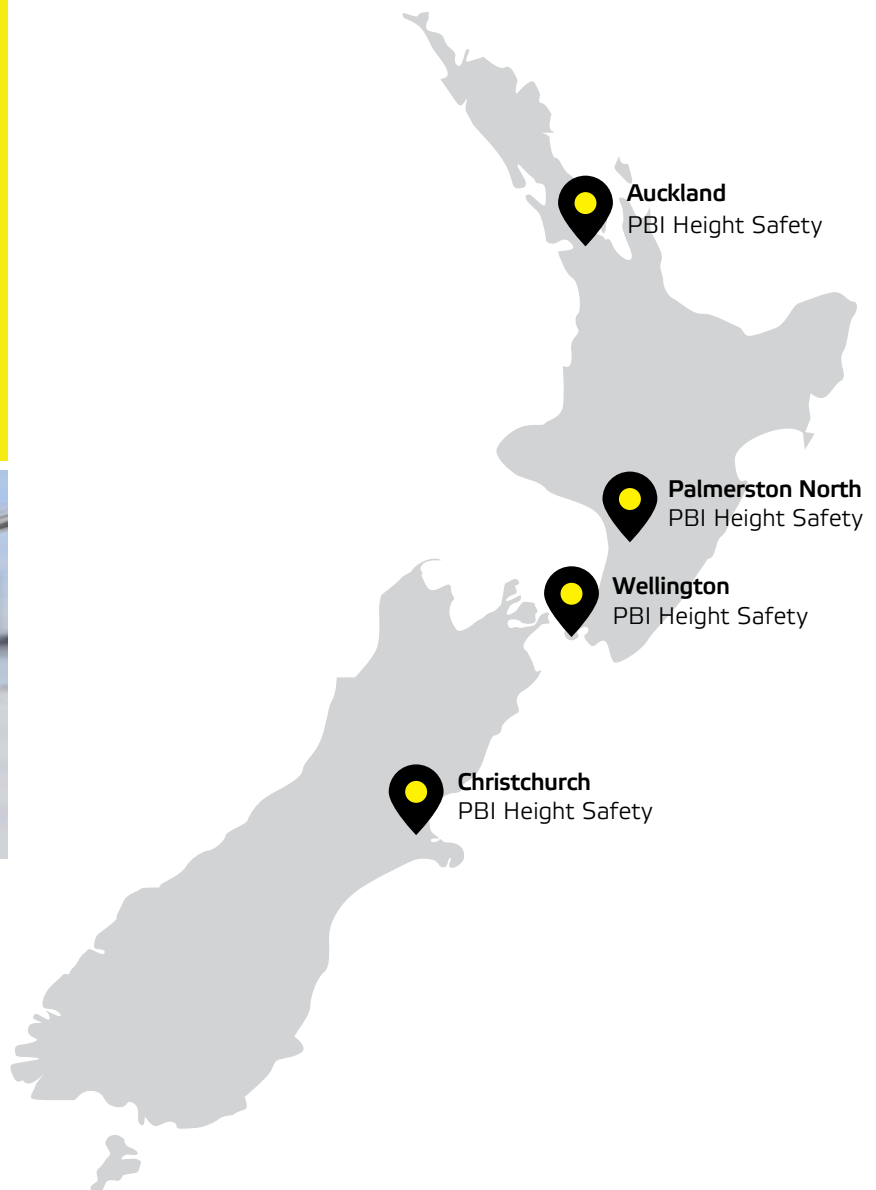 Auckland
PBI Height Safety
Palmerston North
PBI Height Safety
Wellington
PBI Height Safety
Christchurch
PBI Height Safety